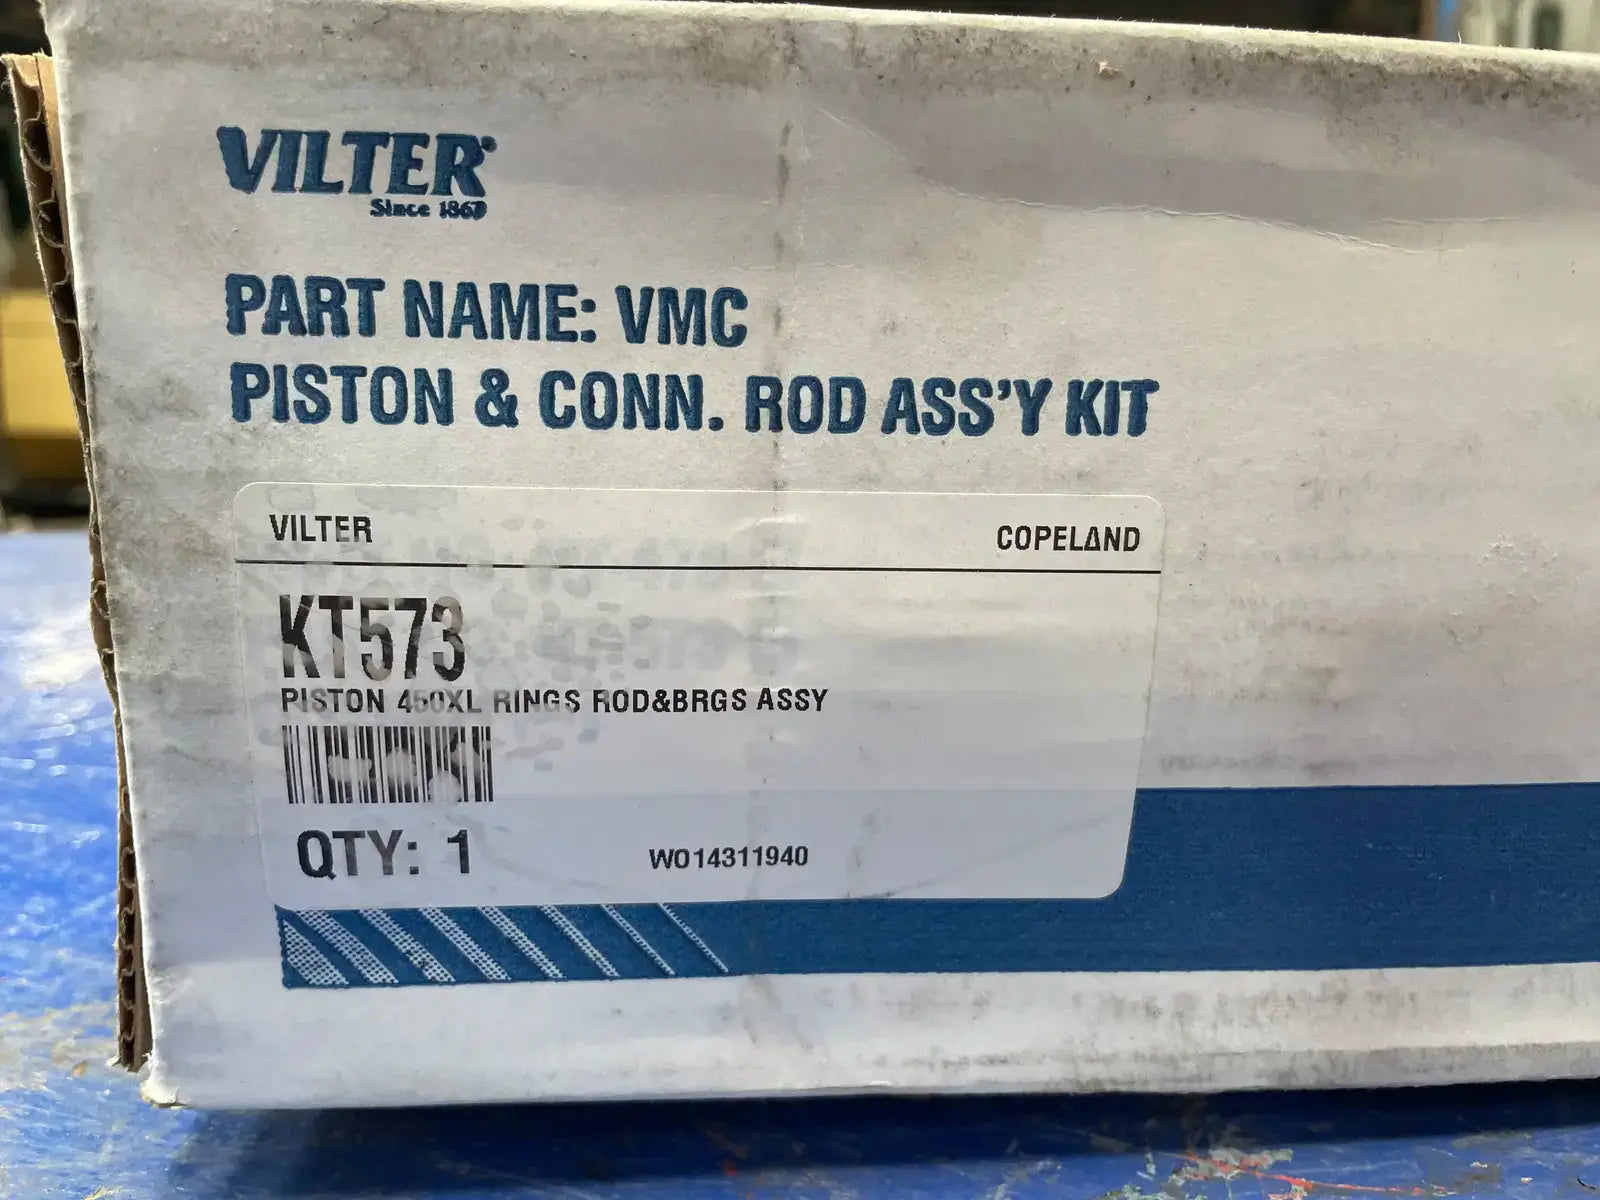 VILTER®
Since 1867
PART NAME: VMC
PISTON & CONN. ROD ASS'Y KIT
VILTER COPELAND
KT573
PISTON 450XL RINGS ROD&BRGS ASSY
QTY: 1 WO14311940